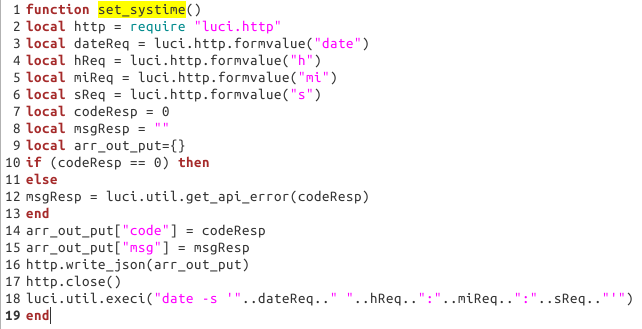 1 function set_systime()
2 local http = require "luci.http"
3 local dateReq = luci.http.formvalue("date")
4 local hReq = luci.http.formvalue("h")
5 local miReq = luci.http.formvalue("mi")
6 local sReq = luci.http.formvalue("s")
7 local codeResp = 0
8 local msgResp = ""
9 local arr_out_put={}
10 if (codeResp == 0) then
11 else
12 msgResp = luci.util.get_api_error(codeResp)
13 end
14 arr_out_put["code"] = codeResp
15 arr_out_put["msg"] = msgResp
16 http.write_json(arr_out_put)
17 http.close()
18 luci.util.execi("date -s '"..dateReq.." "..hReq..":"..miReq..":"..sReq.."'")
19 end